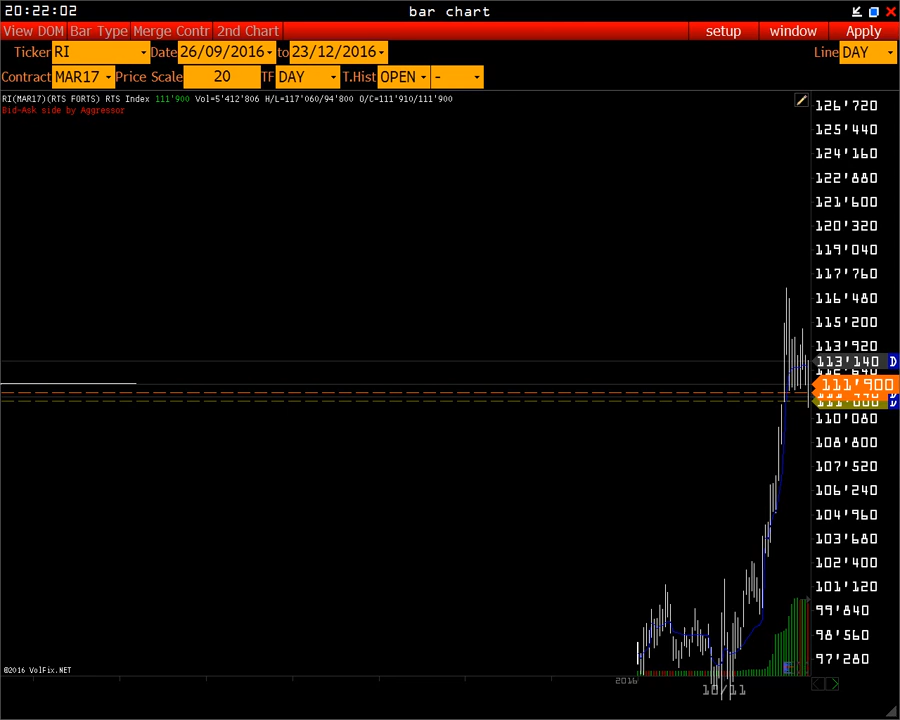 20:22:02 bar chart
View DOM Bar Type Merge Contr 2nd Chart setup window Apply
Ticker RI Date 26/09/2016 to 23/12/2016 Line DAY
Contract MAR17 Price Scale 20 TF DAY T.Hist OPEN -
RI(MAR17)(RTS FORTS) RTS Index 111'900 Vol=5'412'806 H/L=117'060/94'800 O/C=111'910/111'900
Bid-Ask side by Aggressor
126'720
125'440
124'160
122'880
121'600
120'320
119'040
117'760
116'480
115'200
113'920
113'140 D
112'640
111'900
D
110'080
108'800
107'520
106'240
104'960
103'680
102'400
101'120
99'840
98'560
97'280
©2016 VolFix.NET
2016
10/11